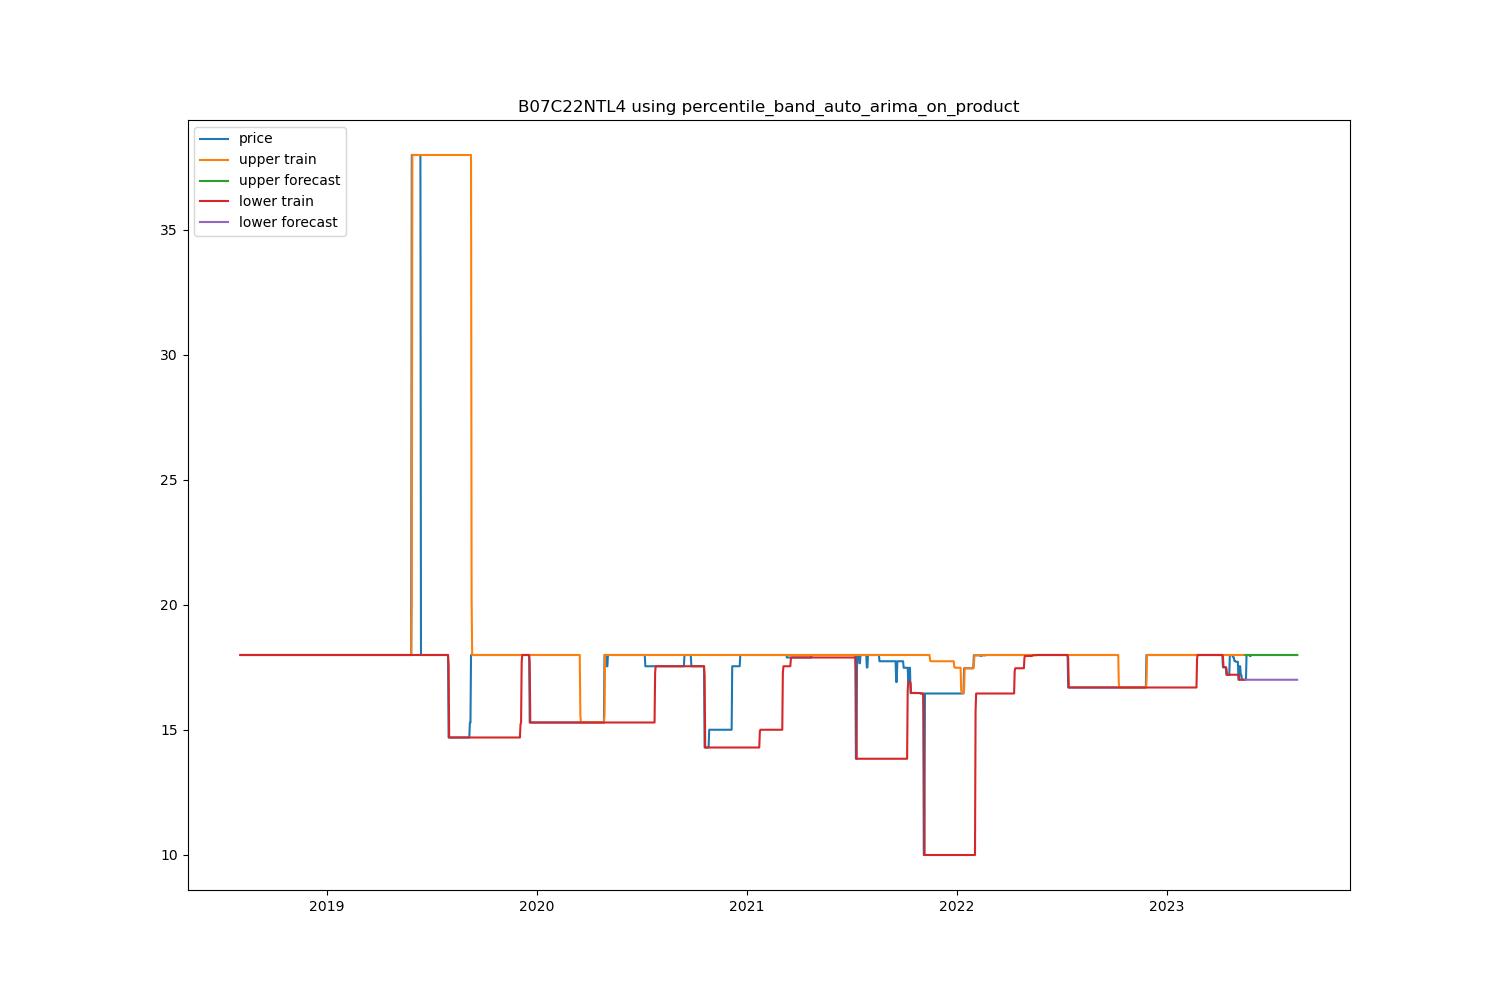 B07C22NTL4 using percentile_band_auto_arima_on_product
price
upper train
upper forecast
lower train
lower forecast
35
30
25
20
15
10
2019
2020
2021
2022
2023